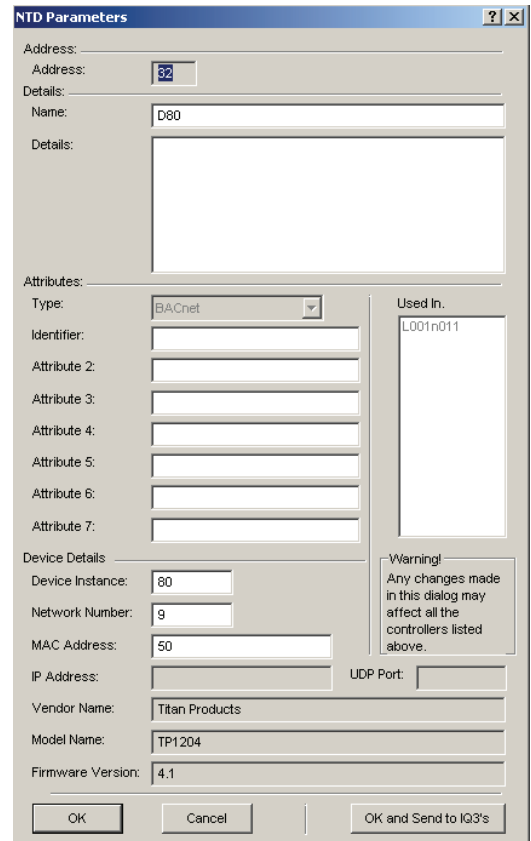 NTD Parameters
Address:
Address: 32
Details:
Name: D80
Details:
Attributes:
Type: BACnet
Used In.
L001n011
Identifier:
Attribute 2:
Attribute 3:
Attribute 4:
Attribute 5:
Attribute 6:
Attribute 7:
Device Details
Device Instance: 80
Network Number: 9
MAC Address: 50
Warning!
Any changes made
in this dialog may
affect all the
controllers listed
above.
IP Address: UDP Port:
Vendor Name: Titan Products
Model Name: TP1204
Firmware Version: 4.1
OK Cancel OK and Send to IQ3's